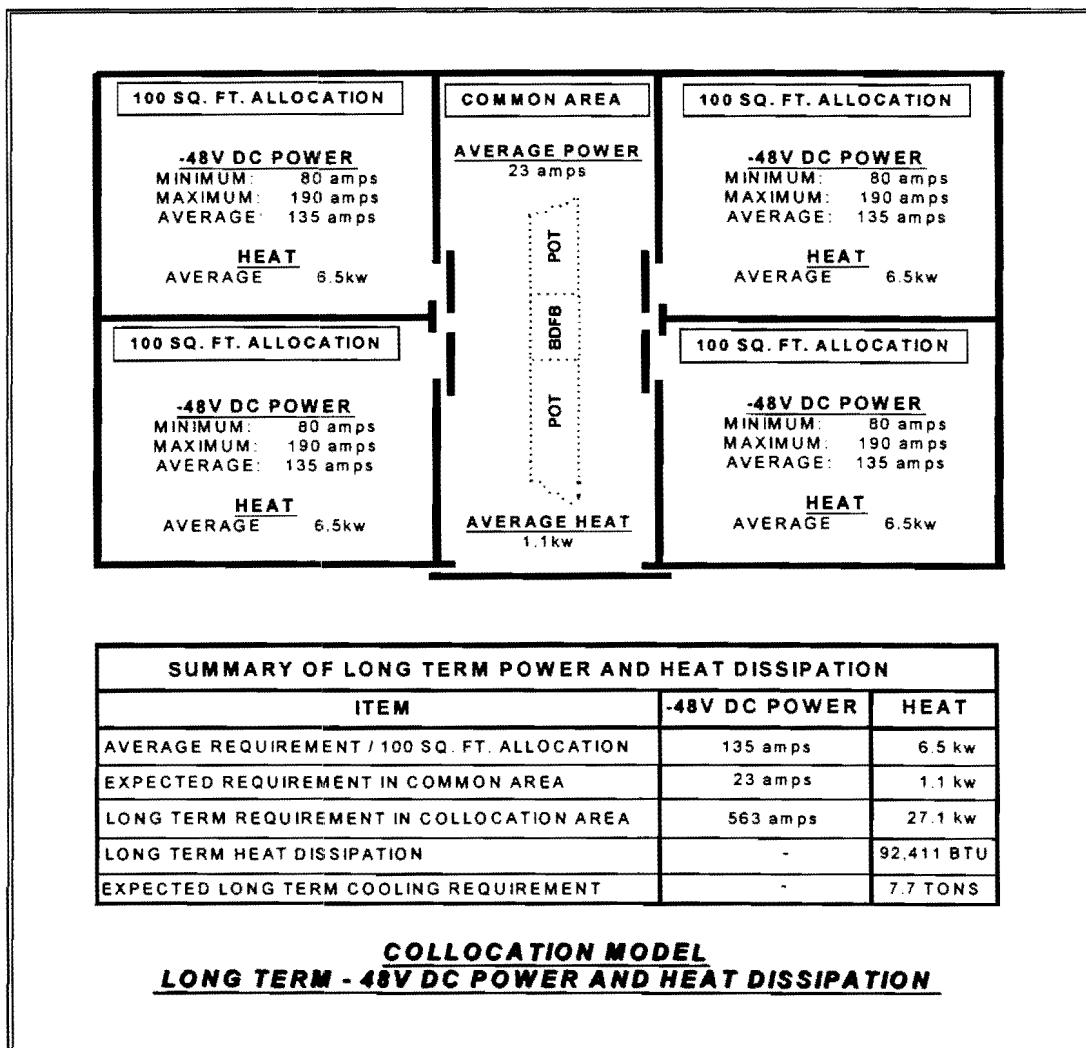 100 SQ. FT. ALLOCATION
-48V DC POWER
MINIMUM: 80 amps
MAXIMUM: 190 amps
AVERAGE: 135 amps
HEAT
AVERAGE 6.5kw
COMMON AREA
AVERAGE POWER
23 amps
POT
BDFB
POT
AVERAGE HEAT
1.1kw
100 SQ. FT. ALLOCATION
-48V DC POWER
MINIMUM: 80 amps
MAXIMUM: 190 amps
AVERAGE: 135 amps
HEAT
AVERAGE 6.5kw
100 SQ. FT. ALLOCATION
-48V DC POWER
MINIMUM: 80 amps
MAXIMUM: 190 amps
AVERAGE: 135 amps
HEAT
AVERAGE 6.5kw
100 SQ. FT. ALLOCATION
-48V DC POWER
MINIMUM: 80 amps
MAXIMUM: 190 amps
AVERAGE: 135 amps
HEAT
AVERAGE 6.5kw
SUMMARY OF LONG TERM POWER AND HEAT DISSIPATION
ITEM -48V DC POWER HEAT
AVERAGE REQUIREMENT / 100 SQ. FT. ALLOCATION 135 amps 6.5 kw
EXPECTED REQUIREMENT IN COMMON AREA 23 amps 1.1 kw
LONG TERM REQUIREMENT IN COLLOCATION AREA 563 amps 27.1 kw
LONG TERM HEAT DISSIPATION - 92,411 BTU
EXPECTED LONG TERM COOLING REQUIREMENT - 7.7 TONS
COLLOCATION MODEL
LONG TERM - 48V DC POWER AND HEAT DISSIPATION